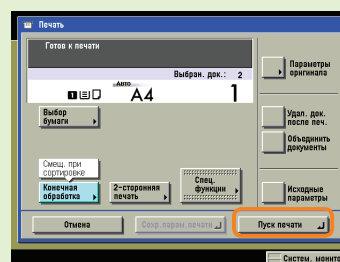 Печать
Готов к печати
Выбран. док.: 2
Авто
1 A4 1
Параметры
оригинала
Выбор
бумаги
Удал. док.
после печ.
Объединить
документы
Смещ. при
сортировке
Конечная
обработка
2-сторонняя
печать
Спец.
функции
Исходные
параметры
Отмена
Сохр.парам.печати
Пуск печати
Систем. монито